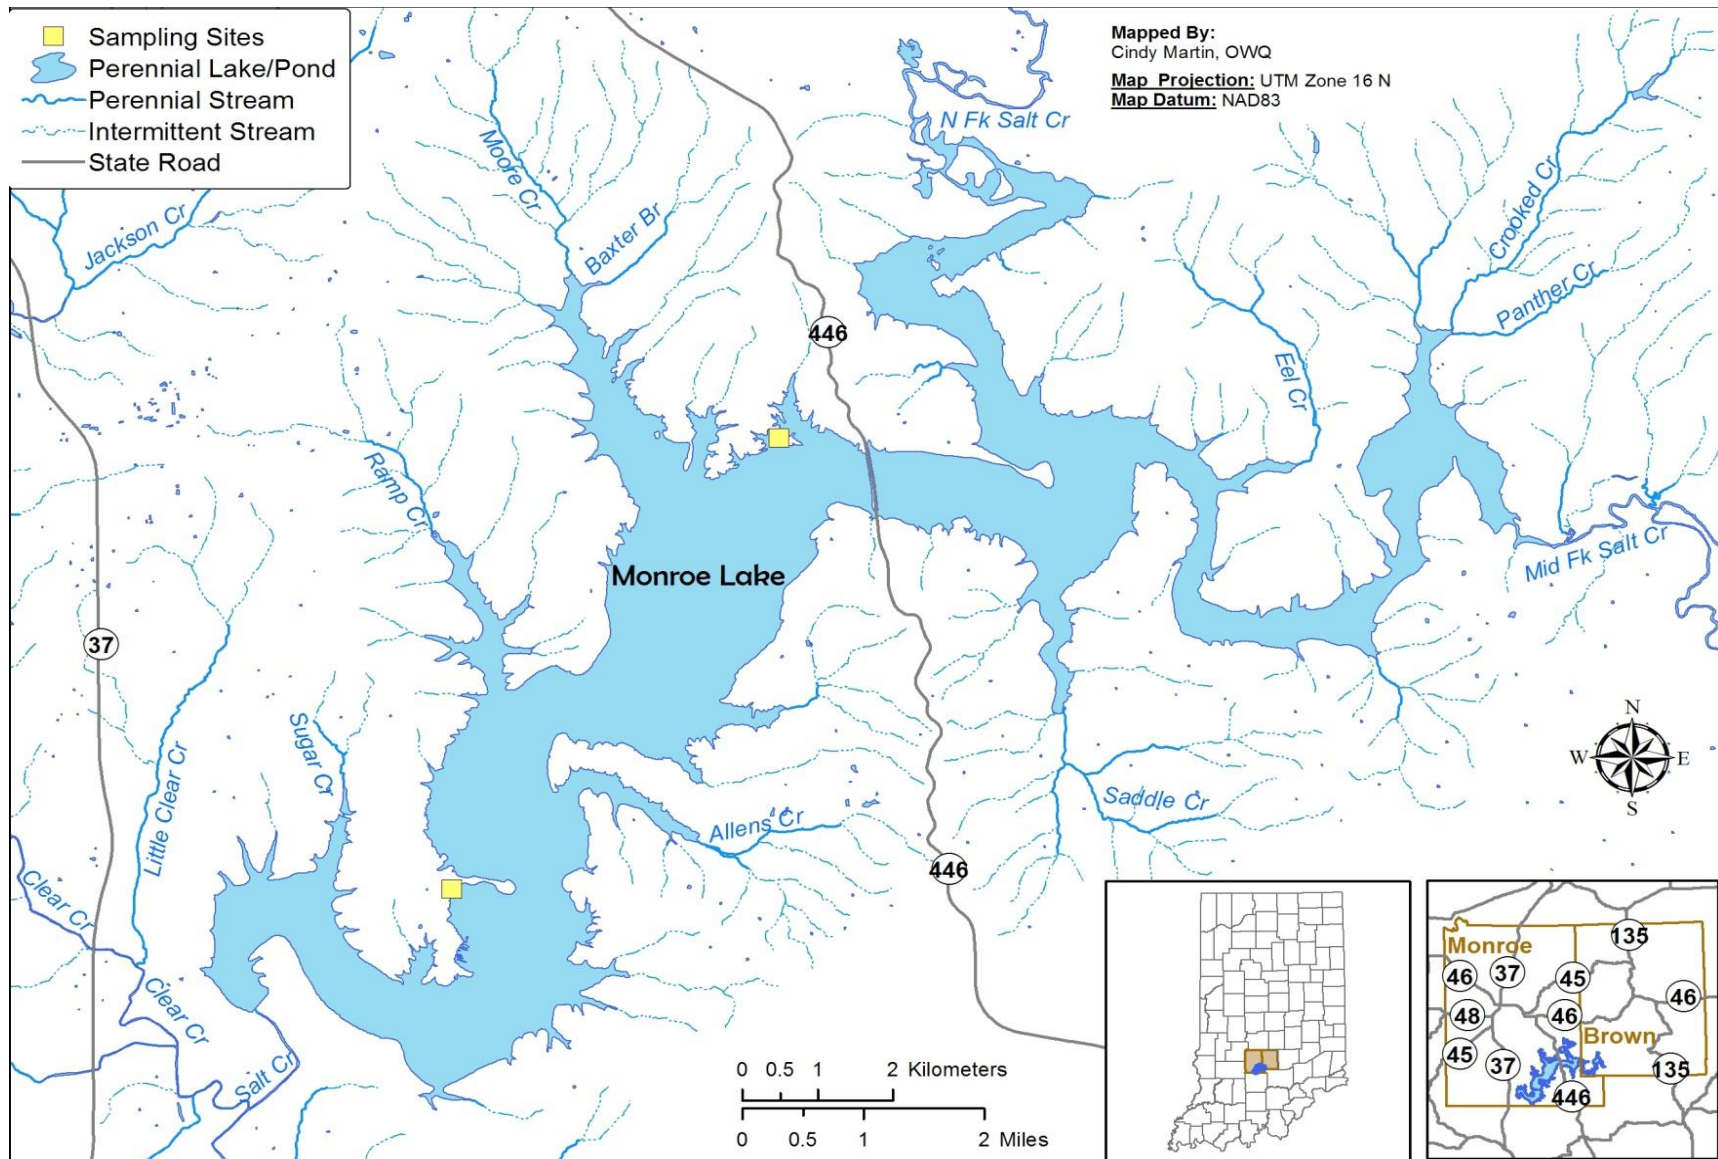 Sampling Sites
Perennial Lake/Pond
Perennial Stream
Intermittent Stream
State Road
Mapped By:
Cindy Martin, OWQ
Map Projection: UTM Zone 16 N
Map Datum: NAD83
N Fk Salt Cr
Moore Cr
Baxter Br
Jackson Cr
Crooked Cr
Panther Cr
446
Eel Cr
Ramp Cr
Mid Fk Salt Cr
Monroe Lake
37
Sugar Cr
Little Clear Cr
Saddle Cr
Allens Cr
446
Clear Cr
Clear Cr
Salt Cr
N
W
E
S
0 0.5 1 2 Kilometers
0 0.5 1 2 Miles
Monroe
135
46
37
45
46
48
46
Brown
45
37
135
446